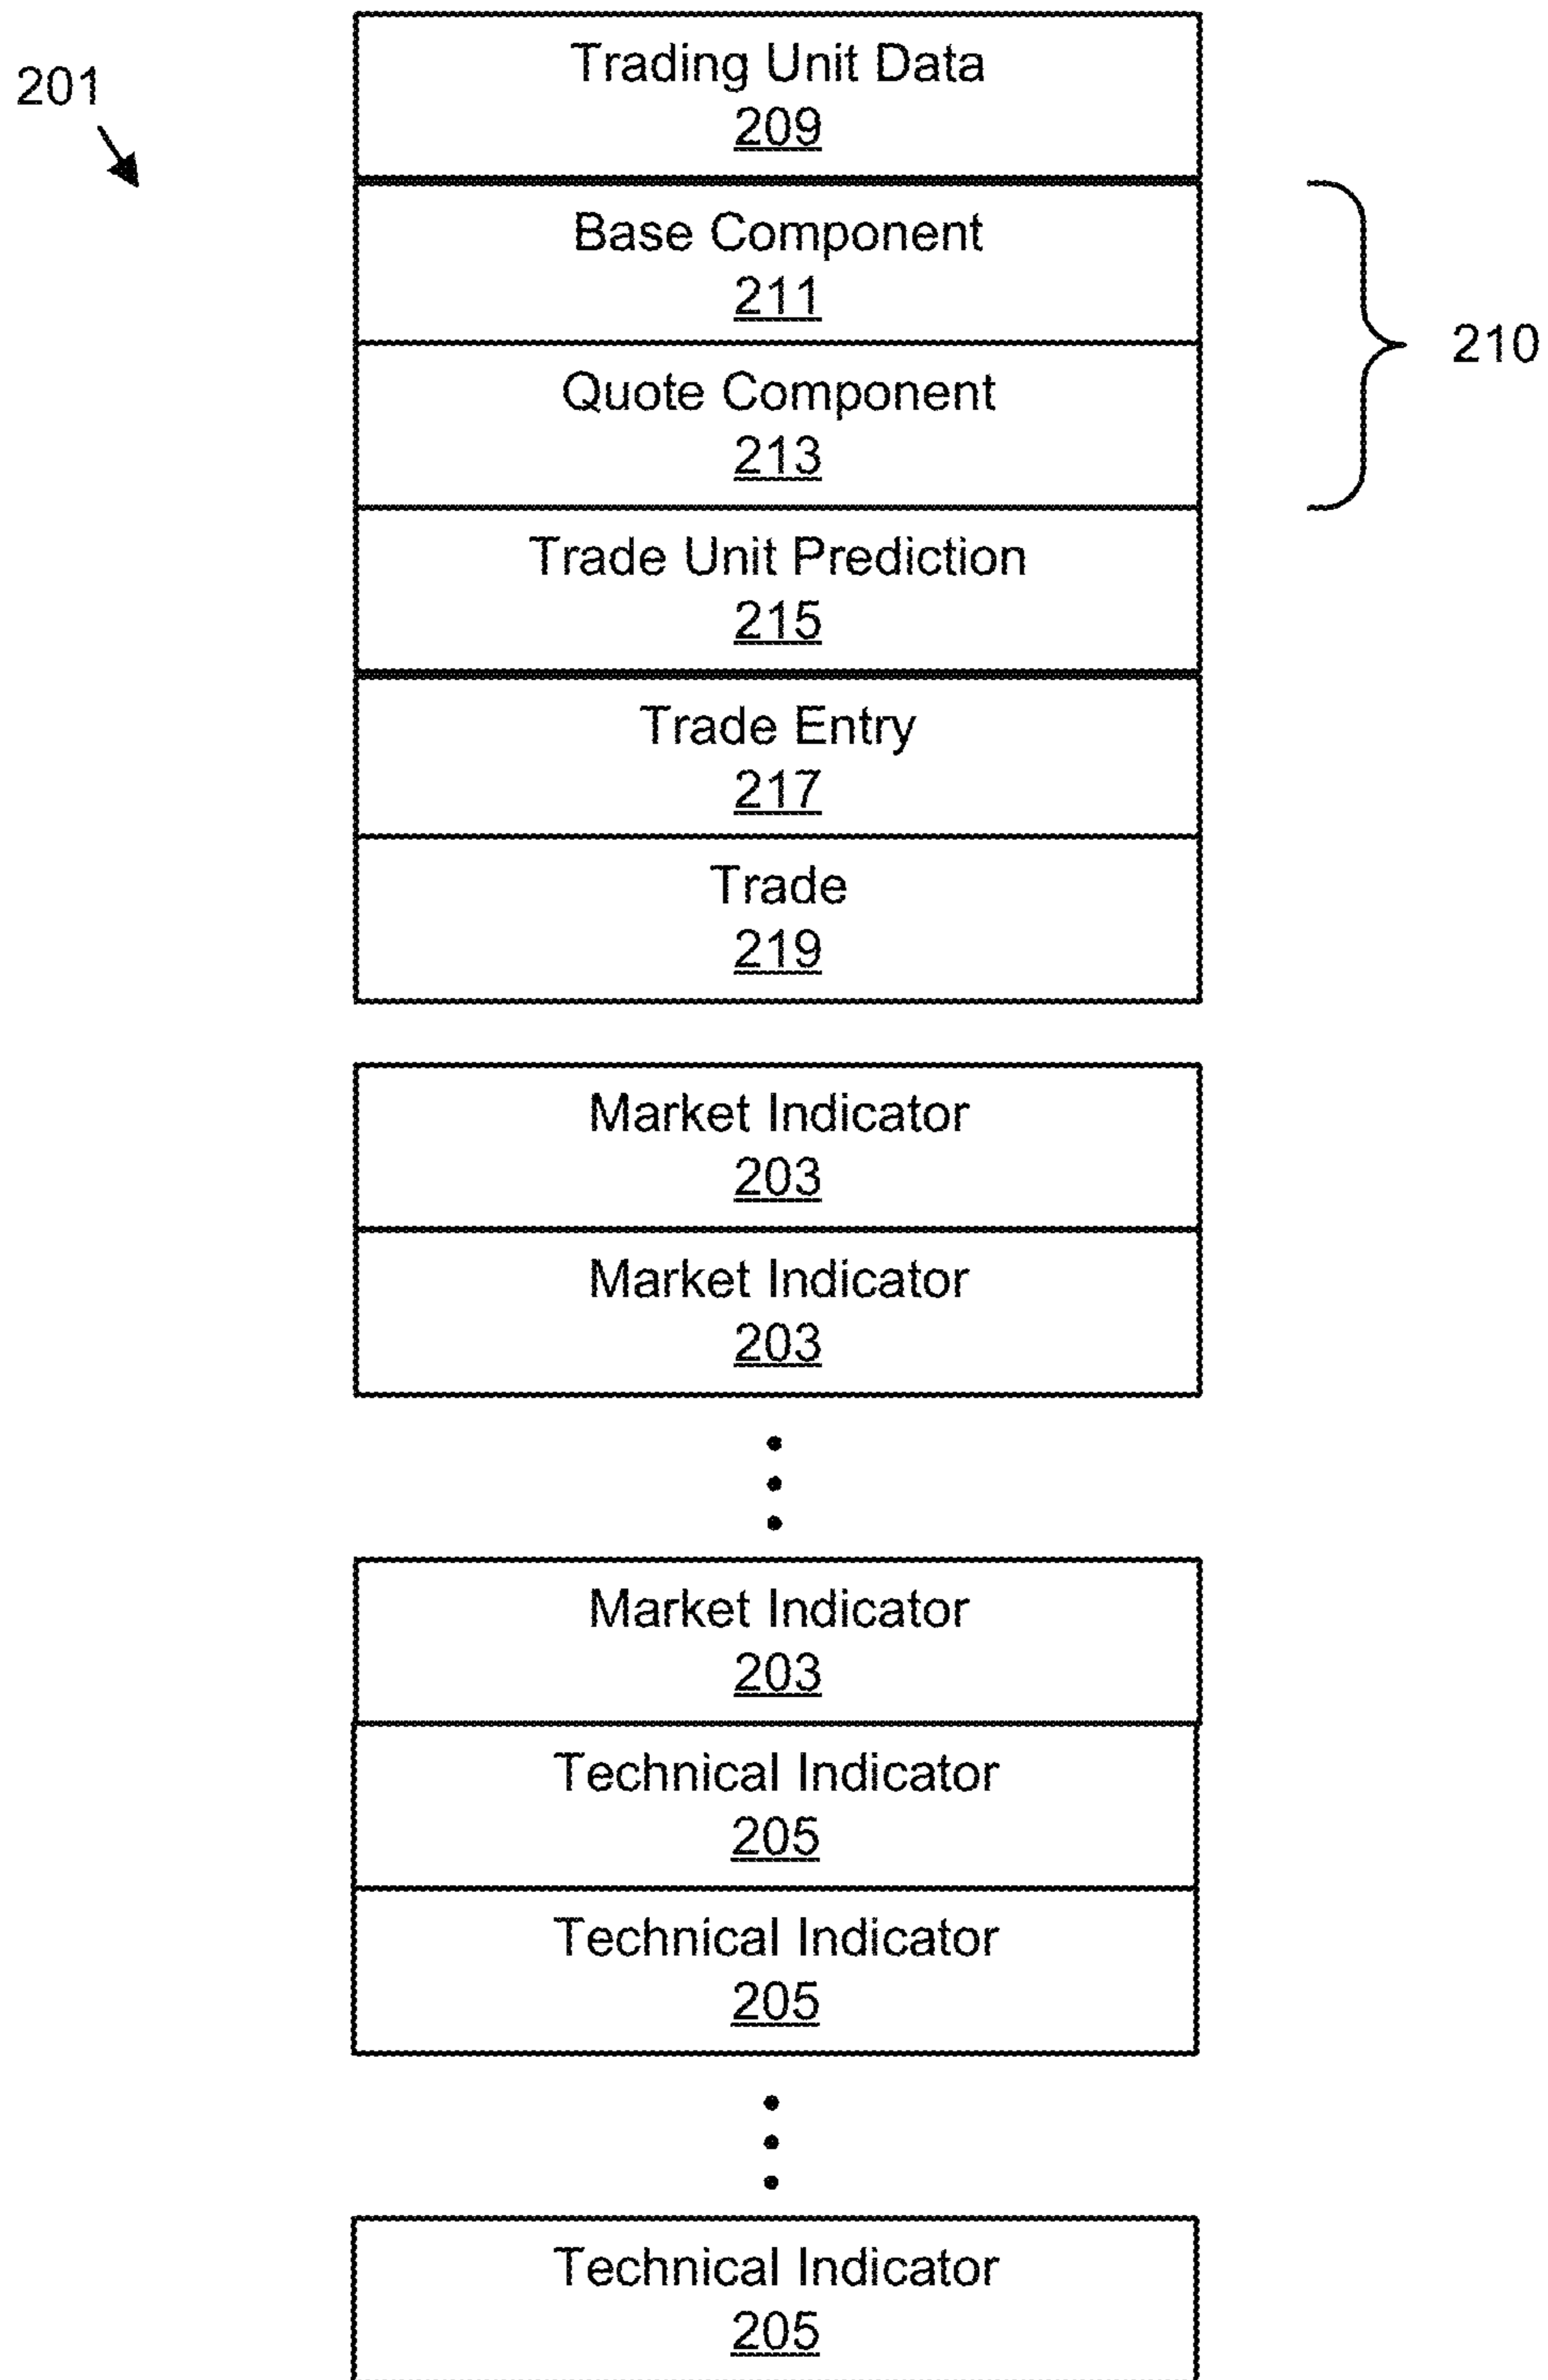 201
Trading Unit Data
209
Base Component
211
210
Quote Component
213
Trade Unit Prediction
215
Trade Entry
217
Trade
219
Market Indicator
203
Market Indicator
203
Market Indicator
203
Technical Indicator
205
Technical Indicator
205
Technical Indicator
205